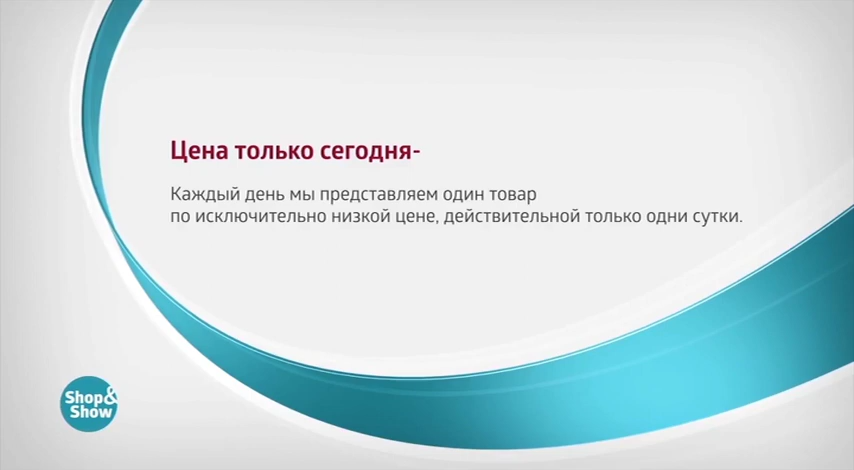 Цена только сегодня-
Каждый день мы представляем один товар
по исключительно низкой цене, действительной только одни сутки.
Shop&
Show